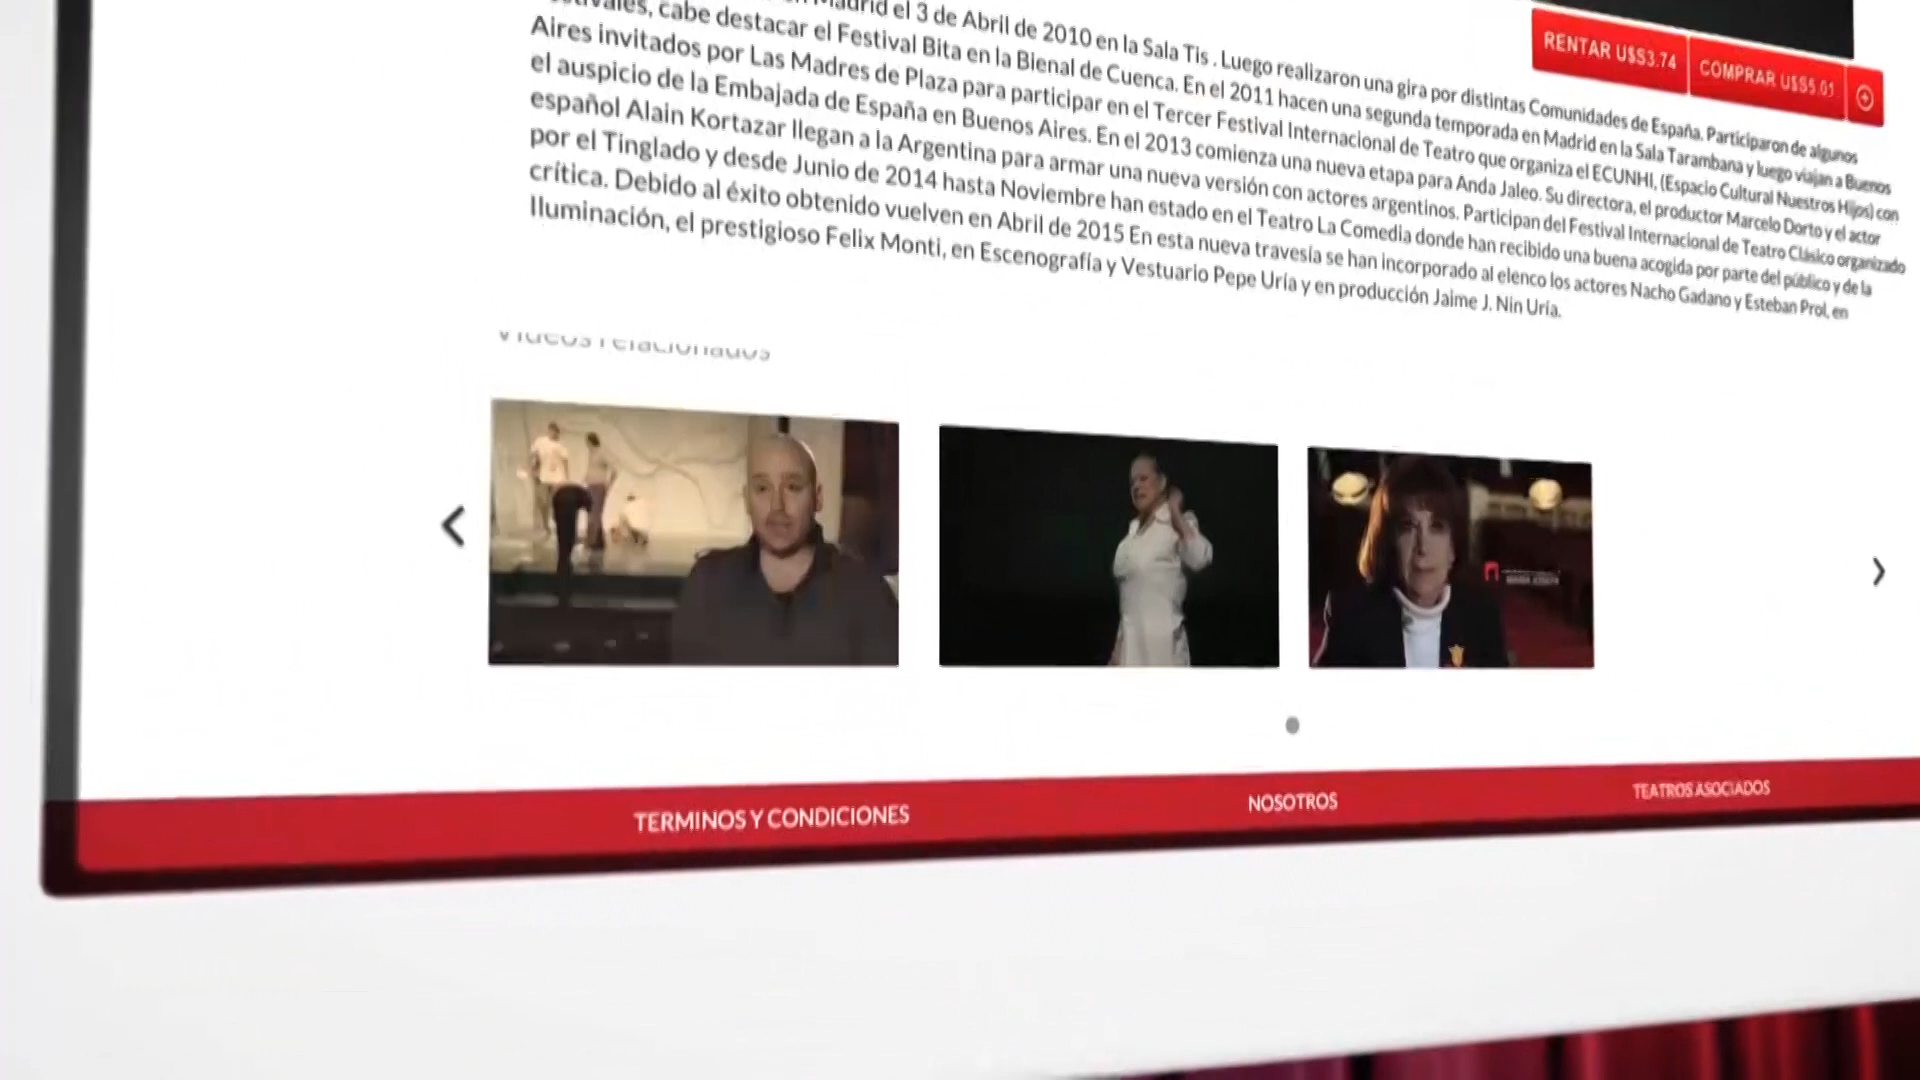 Madrid el 3 de Abril de 2010 en la Sala Tis . Luego realizaron una gira por distintas Comunidades de España. Participaron de algunos
cabe destacar el Festival Bita en la Bienal de Cuenca. En el 2011 hacen una segunda temporada en Madrid en la Sala Tarambana y luego viajan a Buenos
Aires invitados por Las Madres de Plaza para participar en el Tercer Festival Internacional de Teatro que organiza el ECUNHI, (Espacio Cultural Nuestros Hijos) con
el auspicio de la Embajada de España en Buenos Aires. En el 2013 comienza una nueva etapa para Anda Jaleo. Su directora, el productor Marcelo Dorto y el actor
español Alain Kortazar llegan a la Argentina para armar una nueva versión con actores argentinos. Participan del Festival Internacional de Teatro Clásico organizado
por el Tinglado y desde Junio de 2014 hasta Noviembre han estado en el Teatro La Comedia donde han recibido una buena acogida por parte del público y de la
crítica. Debido al éxito obtenido vuelven en Abril de 2015 En esta nueva travesía se han incorporado al elenco los actores Nacho Gadano y Esteban Prol, en
Iluminación, el prestigioso Felix Monti, en Escenografía y Vestuario Pepe Uría y en producción Jaime J. Nin Uría.
RENTAR U$S3.74
COMPRAR U$S5.01
Videos relacionados
TERMINOS Y CONDICIONES
NOSOTROS
TEATROS ASOCIADOS